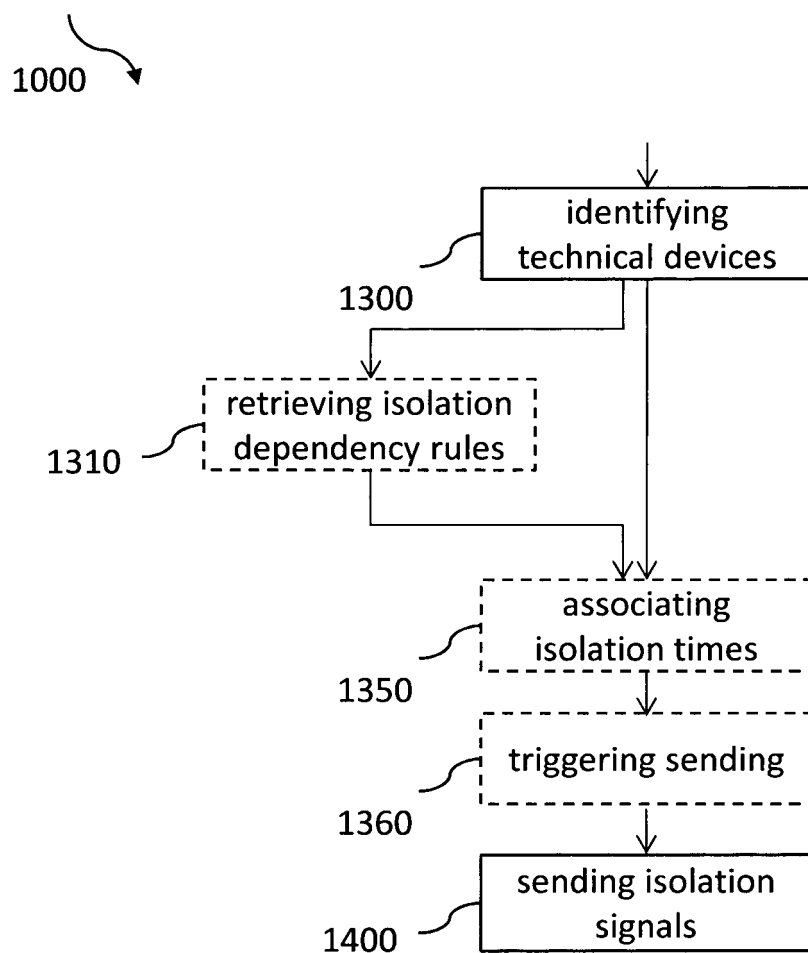 1000
identifying
technical devices
1300
retrieving isolation
dependency rules
1310
associating
isolation times
1350
triggering sending
1360
sending isolation
signals
1400